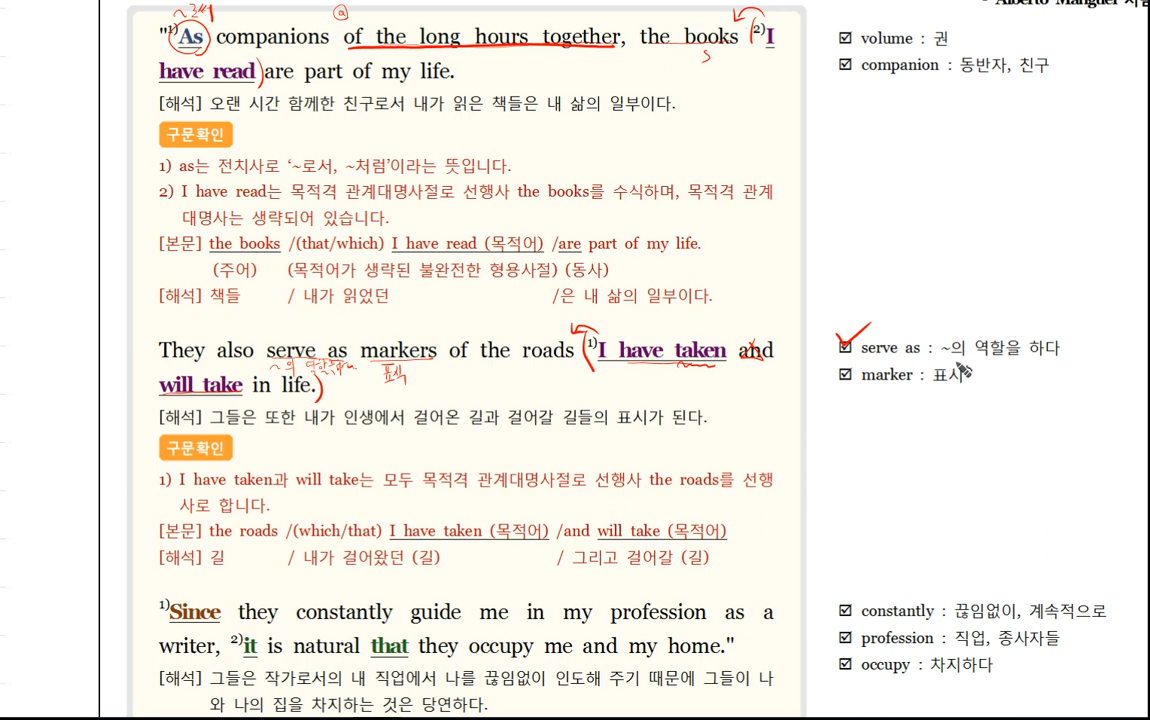 Alberto Manguel
~로써
ⓐ
"1)As companions of the long hours together, the books 2)I
S
have read are part of my life.
[해석] 오랜 시간 함께한 친구로서 내가 읽은 책들은 내 삶의 일부이다.
구문확인
1) as는 전치사로 '~로서, ~처럼'이라는 뜻입니다.
2) I have read는 목적격 관계대명사절로 선행사 the books를 수식하며, 목적격 관계
대명사는 생략되어 있습니다.
[본문] the books /(that/which) I have read (목적어) /are part of my life.
(주어) (목적어가 생략된 불완전한 형용사절) (동사)
[해석] 책들 / 내가 읽었던 /은 내 삶의 일부이다.
They also serve as markers of the roads 1)I have taken and
표식
will take in life.
[해석] 그들은 또한 내가 인생에서 걸어온 길과 걸어갈 길들의 표시가 된다.
구문확인
1) I have taken과 will take는 모두 목적격 관계대명사절로 선행사 the roads를 선행
사로 합니다.
[본문] the roads /(which/that) I have taken (목적어) /and will take (목적어)
[해석] 길 / 내가 걸어왔던 (길) / 그리고 걸어갈 (길)
1)Since they constantly guide me in my profession as a
writer, 2)it is natural that they occupy me and my home."
[해석] 그들은 작가로서의 내 직업에서 나를 끊임없이 인도해 주기 때문에 그들이 나
와 나의 집을 차지하는 것은 당연하다.
☑ volume : 권
☑ companion : 동반자, 친구
☑ serve as : ~의 역할을 하다
☑ marker : 표시
☑ constantly : 끊임없이, 계속적으로
☑ profession : 직업, 종사자들
☑ occupy : 차지하다